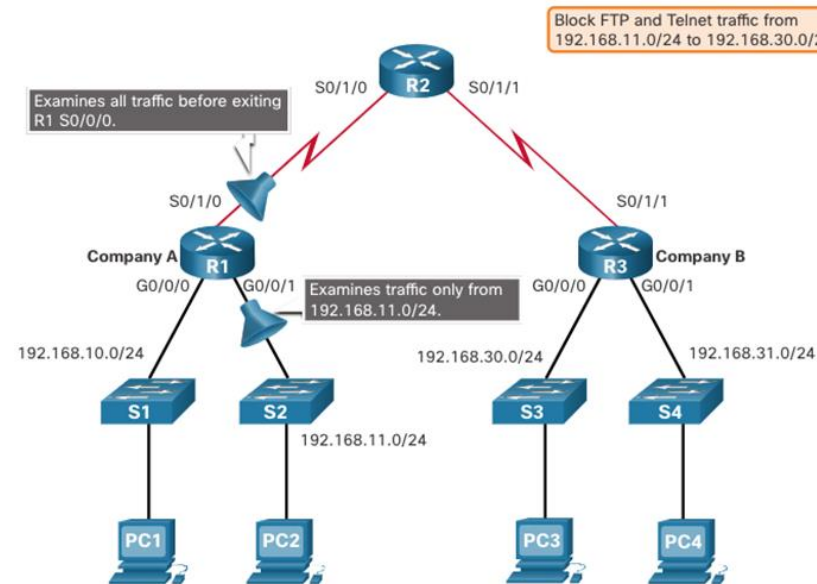 Block FTP and Telnet traffic from
192.168.11.0/24 to 192.168.30.0/2
R2
S0/1/0
S0/1/1
Examines all traffic before exiting
R1 S0/0/0.
S0/1/0
S0/1/1
Company A
R1
R3
Company B
G0/0/0
G0/0/1
Examines traffic only from
192.168.11.0/24.
G0/0/0
G0/0/1
192.168.10.0/24
192.168.30.0/24
192.168.31.0/24
S1
S2
S3
S4
192.168.11.0/24
PC1
PC2
PC3
PC4